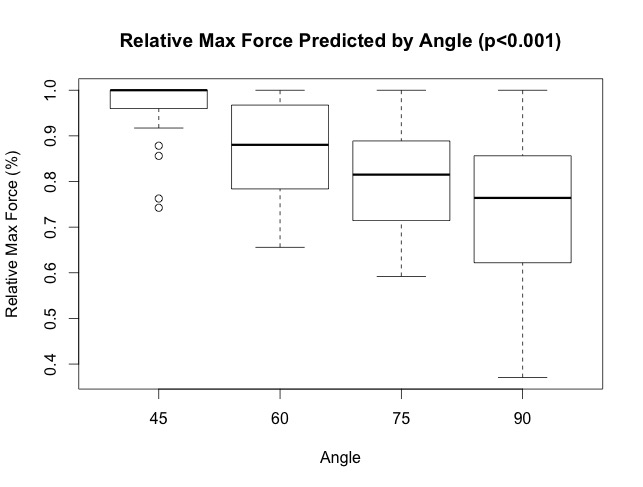 Relative Max Force Predicted by Angle (p<0.001)
Relative Max Force (%)
1.0
0.9
0.8
0.7
0.6
0.5
0.4
45 60 75 90
Angle